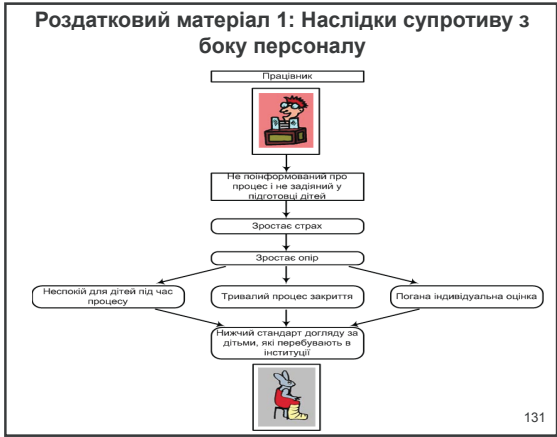 Роздатковий матеріал 1: Наслідки супротиву з
боку персоналу
Працівник
Не поінформований про
процес і не задіяний у
підготовці дітей
Зростає страх
Зростає опір
Неспокій для дітей під час
процесу
Тривалий процес закриття
Погана індивідуальна оцінка
Нижчий стандарт догляду за
дітьми, які перебувають в
інституції
131